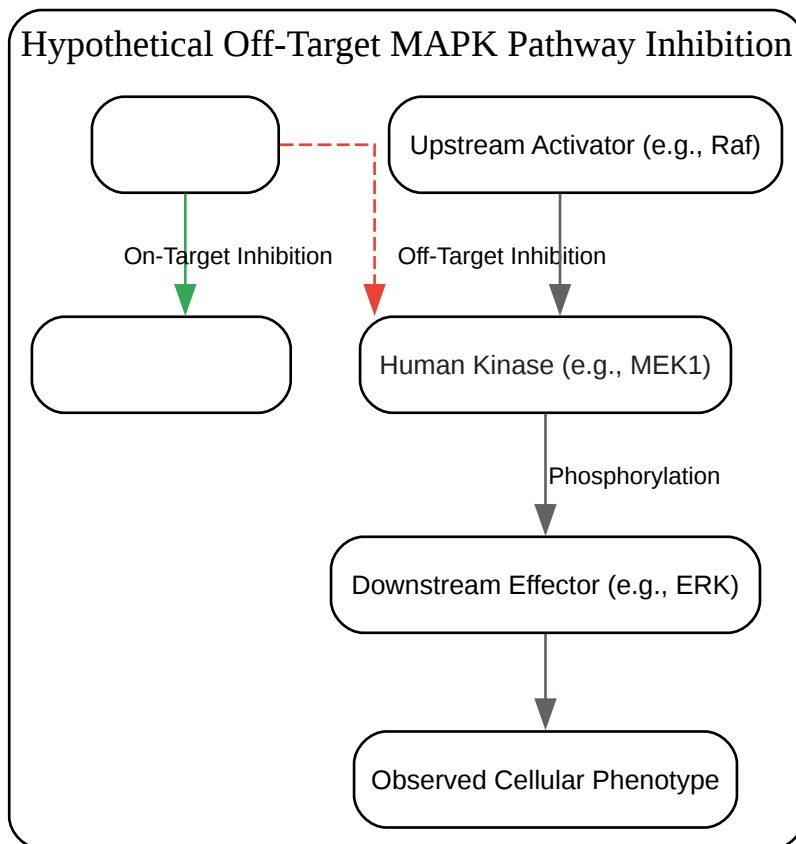 Hypothetical Off-Target MAPK Pathway Inhibition
Upstream Activator (e.g., Raf)
On-Target Inhibition
Off-Target Inhibition
Human Kinase (e.g., MEK1)
Phosphorylation
Downstream Effector (e.g., ERK)
Observed Cellular Phenotype